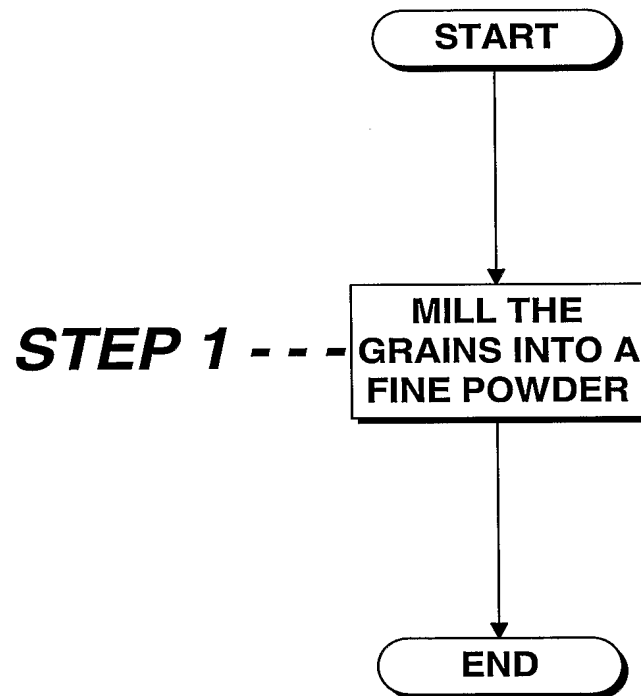 START
MILL THE
STEP 1 - - - GRAINS INTO A
FINE POWDER
END